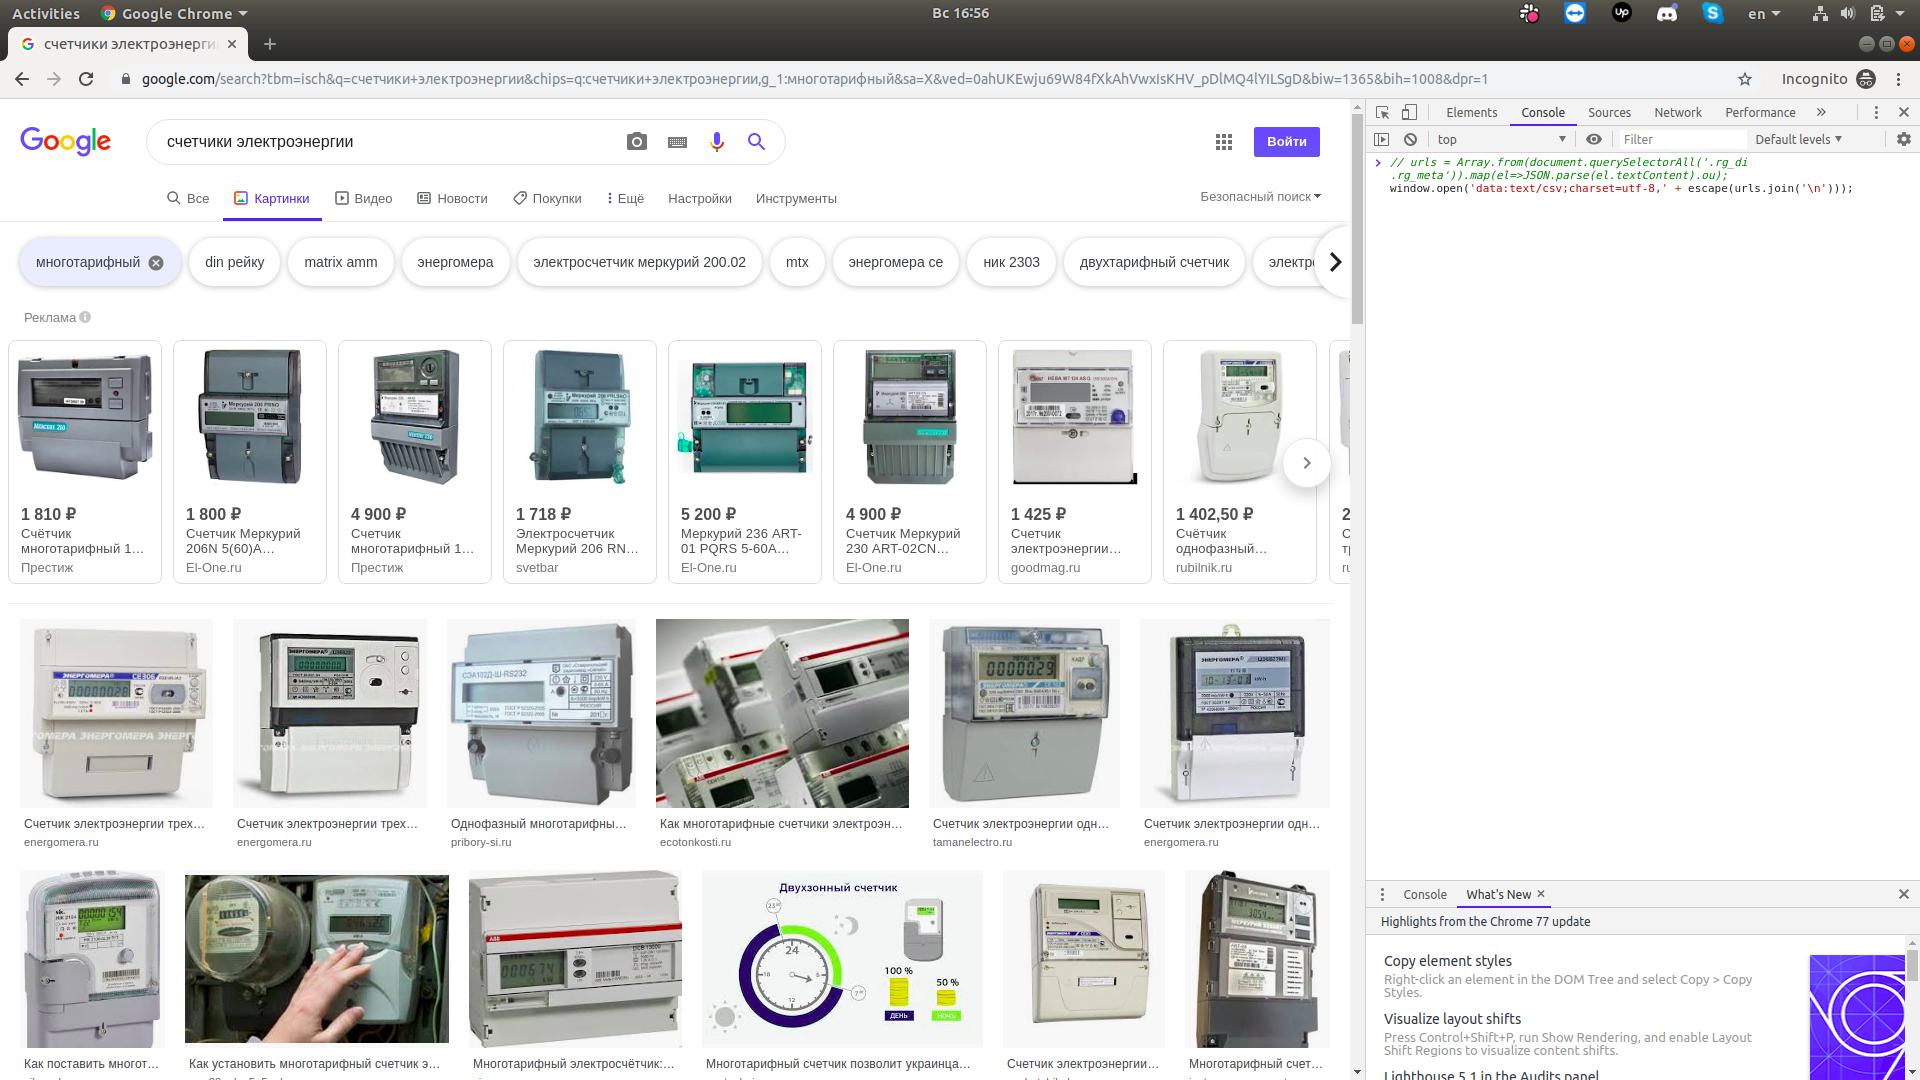 Activities
Google Chrome
Вс 16:56
en
счетчики электроэнерги
google.com/search?tbm=isch&q=счетчики+электроэнергии&chips=q:счетчики+электроэнергии,g_1:многотарифный&sa=X&ved=0ahUKEwju69W84fXkAhVwxIsKHV_pDlMQ4lYILSgD&biw=1365&bih=1008&dpr=1
Incognito
Google
счетчики электроэнергии
Войти
Все
Картинки
Видео
Новости
Покупки
Ещё
Настройки
Инструменты
Безопасный поиск
многотарифный
din рейку
matrix amm
энергомера
электросчетчик меркурий 200.02
mtx
энергомера ce
ник 2303
двухтарифный счетчик
электро
Реклама
1 810 ₽
Счётчик
многотарифный 1...
Престиж
1 800 ₽
Счетчик Меркурий
206N 5(60)A...
El-One.ru
4 900 ₽
Счетчик
многотарифный 1...
Престиж
1 718 ₽
Электросчетчик
Меркурий 206 RN...
svetbar
5 200 ₽
Меркурий 236 ART-
01 PQRS 5-60A...
El-One.ru
4 900 ₽
Счетчик Меркурий
230 ART-02CN...
El-One.ru
1 425 ₽
Счетчик
электроэнергии...
goodmag.ru
1 402,50 ₽
Счётчик
однофазный...
rubilnik.ru
Счетчик электроэнергии трех...
energomera.ru
Счетчик электроэнергии трех...
energomera.ru
Однофазный многотарифны...
pribory-si.ru
Как многотарифные счетчики электроэн...
ecotonkosti.ru
Счетчик электроэнергии одн...
tamanelectro.ru
Счетчик электроэнергии одн...
energomera.ru
Двухзонный счетчик
24
18
6
12
100 %
50 %
ДЕНЬ
НОЧЬ
Как поставить многот...
Как установить многотарифный счетчик э...
Многотарифный электросчётчик:...
Многотарифный счетчик позволит украинца...
Счетчик электроэнергии...
Многотарифный счет...
Elements
Console
Sources
Network
Performance
top
Filter
Default levels
// urls = Array.from(document.querySelectorAll('.rg_di
.rg_meta')).map(el=>JSON.parse(el.textContent).ou);
window.open('data:text/csv;charset=utf-8,' + escape(urls.join('\n')));
Console
What's New
Highlights from the Chrome 77 update
Copy element styles
Right-click an element in the DOM Tree and select Copy > Copy
Styles.
Visualize layout shifts
Press Control+Shift+P, run Show Rendering, and enable Layout
Shift Regions to visualize content shifts.
Lighthouse 5.1 in the Audits panel